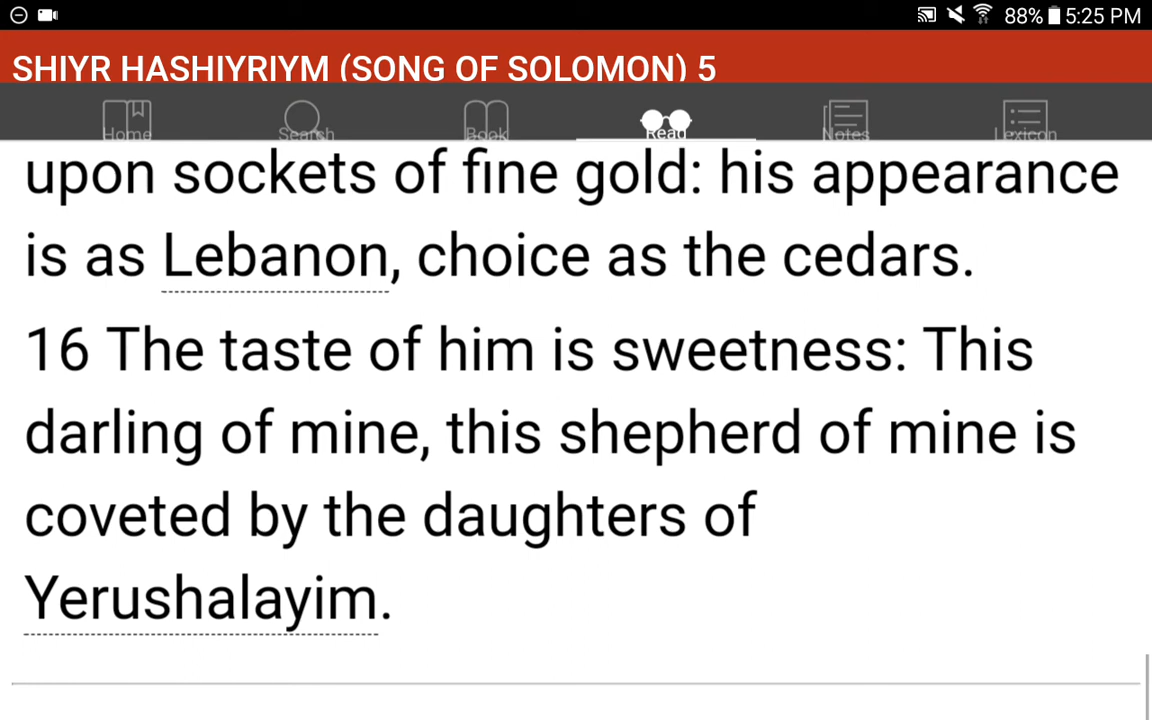 88% 5:25 PM
SHIYR HASHIYRIYM (SONG OF SOLOMON) 5
Home Search Book Read Notes Lexicon
upon sockets of fine gold: his appearance
is as Lebanon, choice as the cedars.
16 The taste of him is sweetness: This
darling of mine, this shepherd of mine is
coveted by the daughters of
Yerushalayim.